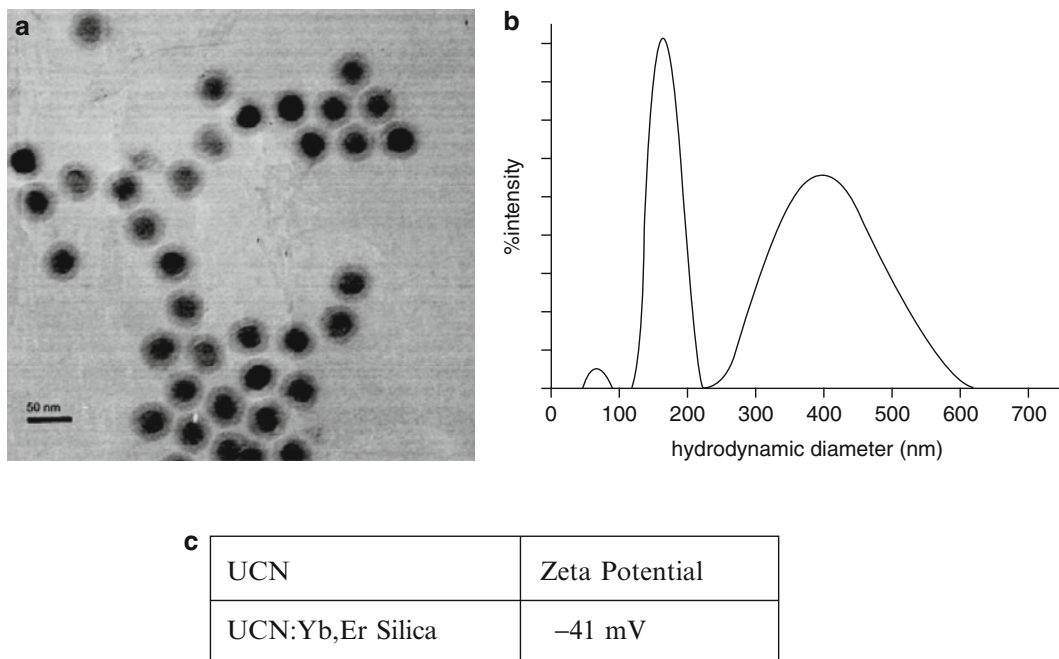 a
50 nm
b
%intensity
0 100 200 300 400 500 600 700
hydrodynamic diameter (nm)
c
UCN Zeta Potential
UCN:Yb,Er Silica –41 mV